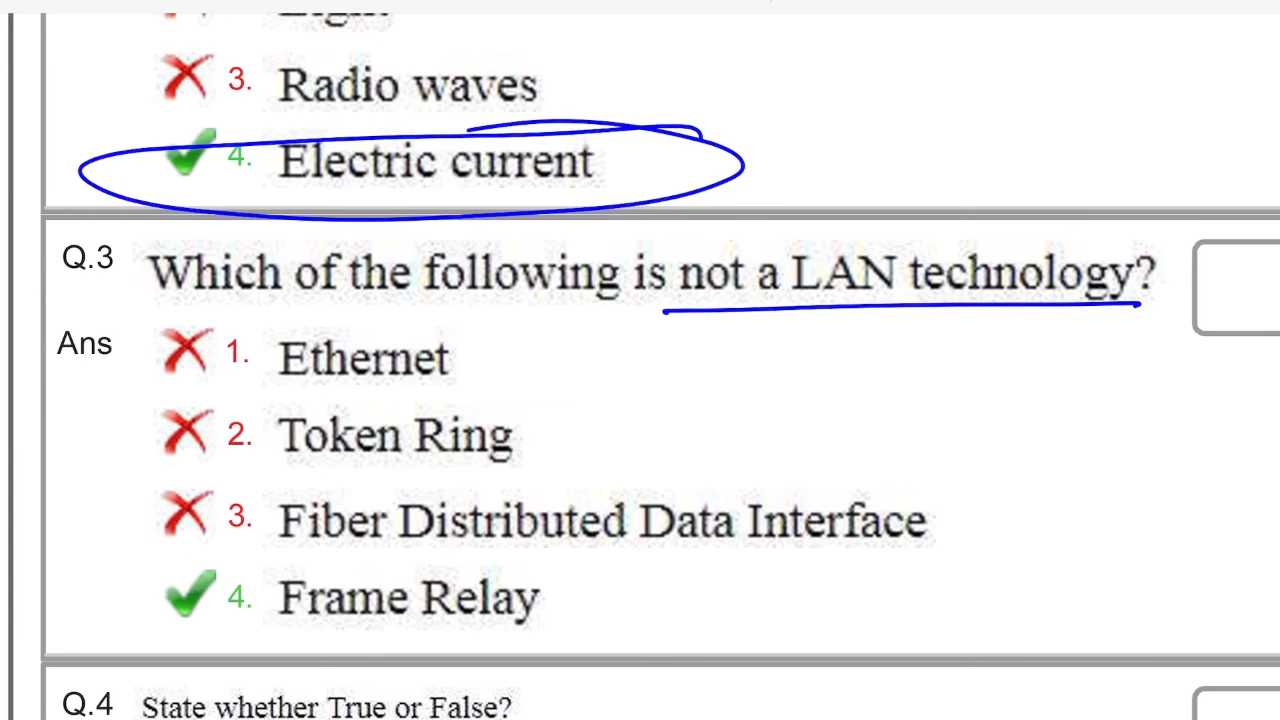 3. Radio waves
4. Electric current
Q.3 Which of the following is not a LAN technology?
Ans 1. Ethernet
2. Token Ring
3. Fiber Distributed Data Interface
4. Frame Relay
Q.4 State whether True or False?